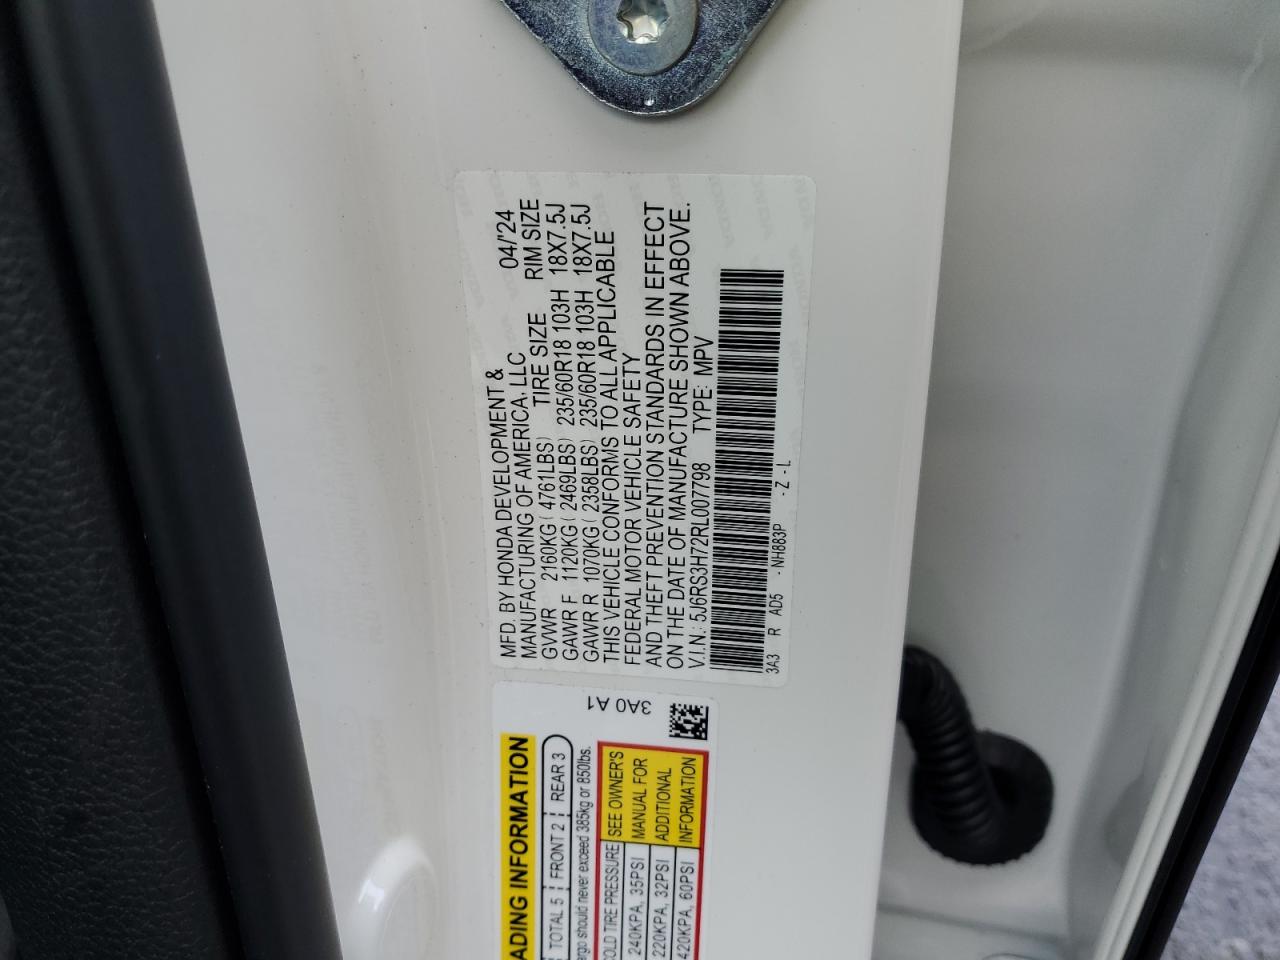 MFD. BY HONDA DEVELOPMENT &
MANUFACTURING OF AMERICA, LLC 04/'24
TIRE SIZE RIM SIZE
GVWR 2160KG ( 4761LBS)
GAWR F 1120KG ( 2469LBS) 235/60R18 103H 18X7.5J
GAWR R 1070KG ( 2358LBS) 235/60R18 103H 18X7.5J
THIS VEHICLE CONFORMS TO ALL APPLICABLE
FEDERAL MOTOR VEHICLE SAFETY
AND THEFT PREVENTION STANDARDS IN EFFECT
ON THE DATE OF MANUFACTURE SHOWN ABOVE.
V.I.N.: 5J6RS3H72RL007798 TYPE: MPV
3A3 R AD5 - NH883P - Z - L
3A0 A1
INFORMATION
TOTAL 5 FRONT 2 REAR 3
should never exceed 385kg or 850lbs.
COLD TIRE PRESSURE
240KPA, 35PSI
220KPA, 32PSI
420KPA, 60PSI
SEE OWNER'S
MANUAL FOR
ADDITIONAL
INFORMATION